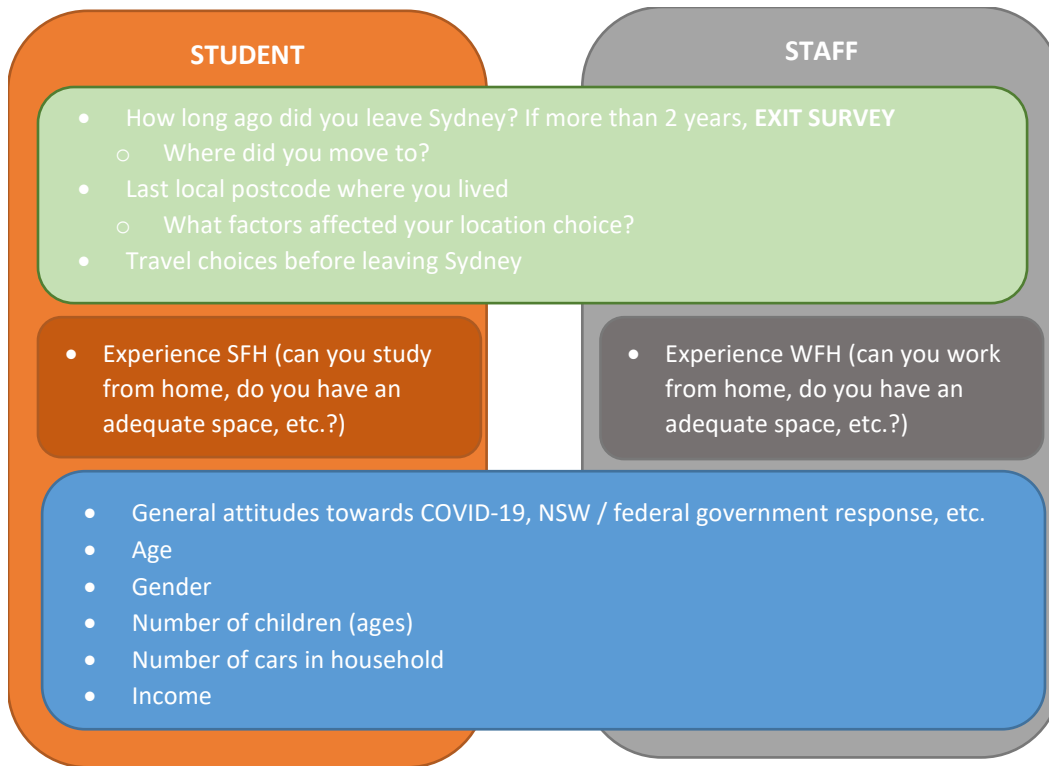 STUDENT
STAFF
• How long ago did you leave Sydney? If more than 2 years, EXIT SURVEY
o Where did you move to?
• Last local postcode where you lived
o What factors affected your location choice?
• Travel choices before leaving Sydney
• Experience SFH (can you study
from home, do you have an
adequate space, etc.?)
• Experience WFH (can you work
from home, do you have an
adequate space, etc.?)
• General attitudes towards COVID-19, NSW / federal government response, etc.
• Age
• Gender
• Number of children (ages)
• Number of cars in household
• Income